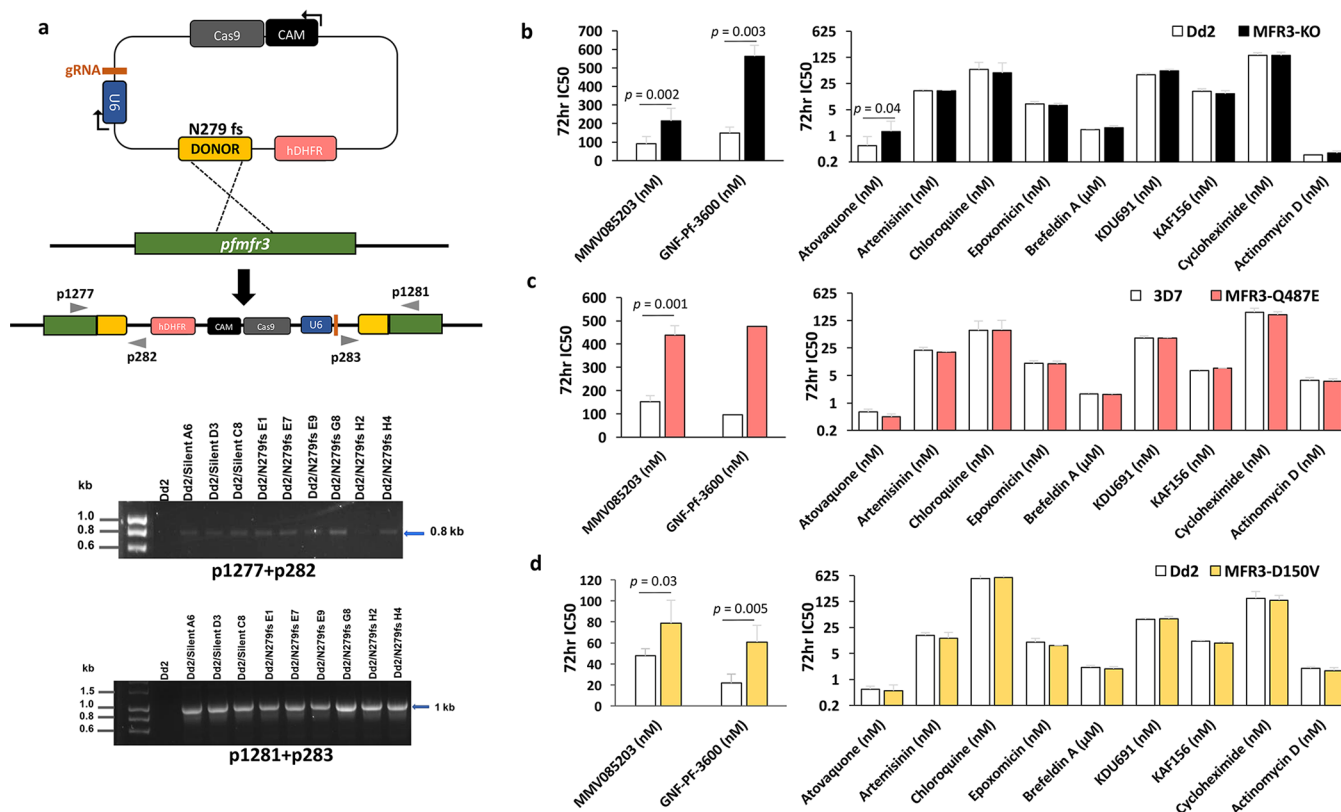 a
Cas9
CAM
gRNA
U6
N279 fs
DONOR
hDHFR
pfmfr3
p1277
p1281
hDHFR
CAM
Cas9
U6
p282
p283
kb
Dd2
Dd2/Silent A6
Dd2/Silent D3
Dd2/Silent C8
Dd2/N279fs E1
Dd2/N279fs E7
Dd2/N279fs E9
Dd2/N279fs G8
Dd2/N279fs H2
Dd2/N279fs H4
1.0
0.8
0.6
0.8 kb
p1277+p282
kb
Dd2
Dd2/Silent A6
Dd2/Silent D3
Dd2/Silent C8
Dd2/N279fs E1
Dd2/N279fs E7
Dd2/N279fs E9
Dd2/N279fs G8
Dd2/N279fs H2
Dd2/N279fs H4
1.5
1.0
0.8
0.6
1 kb
p1281+p283
b
72hr IC50
700
600
500
400
300
200
100
0
p = 0.002
p = 0.003
MMV085203 (nM)
GNF-PF-3600 (nM)
Dd2
MFR3-KO
72hr IC50
625
125
25
5
1
0.2
p = 0.04
Atovaquone (nM)
Artemisinin (nM)
Chloroquine (nM)
Epoxomicin (nM)
Brefeldin A (µM)
KDU691 (nM)
KAF156 (nM)
Cycloheximide (nM)
Actinomycin D (nM)
c
72hr IC50
600
500
400
300
200
100
0
p = 0.001
MMV085203 (nM)
GNF-PF-3600 (nM)
3D7
MFR3-Q487E
72hr IC50
625
125
25
5
1
0.2
Atovaquone (nM)
Artemisinin (nM)
Chloroquine (nM)
Epoxomicin (nM)
Brefeldin A (µM)
KDU691 (nM)
KAF156 (nM)
Cycloheximide (nM)
Actinomycin D (nM)
d
72hr IC50
120
100
80
60
40
20
0
p = 0.03
p = 0.005
MMV085203 (nM)
GNF-PF-3600 (nM)
Dd2
MFR3-D150V
72hr IC50
625
125
25
5
1
0.2
Atovaquone (nM)
Artemisinin (nM)
Chloroquine (nM)
Epoxomicin (nM)
Brefeldin A (µM)
KDU691 (nM)
KAF156 (nM)
Cycloheximide (nM)
Actinomycin D (nM)